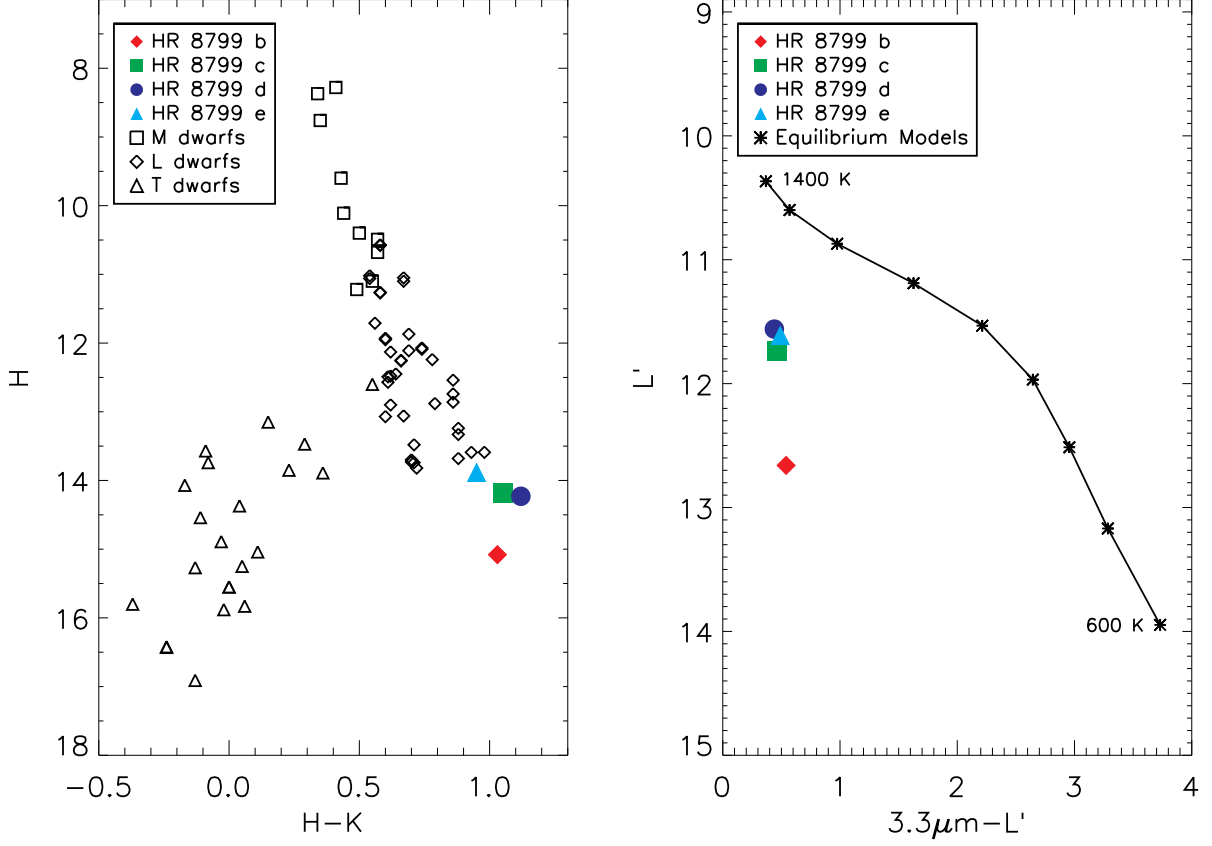 HR 8799 b
HR 8799 c
HR 8799 d
HR 8799 e
M dwarfs
L dwarfs
T dwarfs
8
10
12
14
16
18
H
−0.5
0.0
0.5
1.0
H−K
HR 8799 b
HR 8799 c
HR 8799 d
HR 8799 e
Equilibrium Models
1400 K
600 K
9
10
11
12
13
14
15
L'
0
1
2
3
4
3.3μm−L'